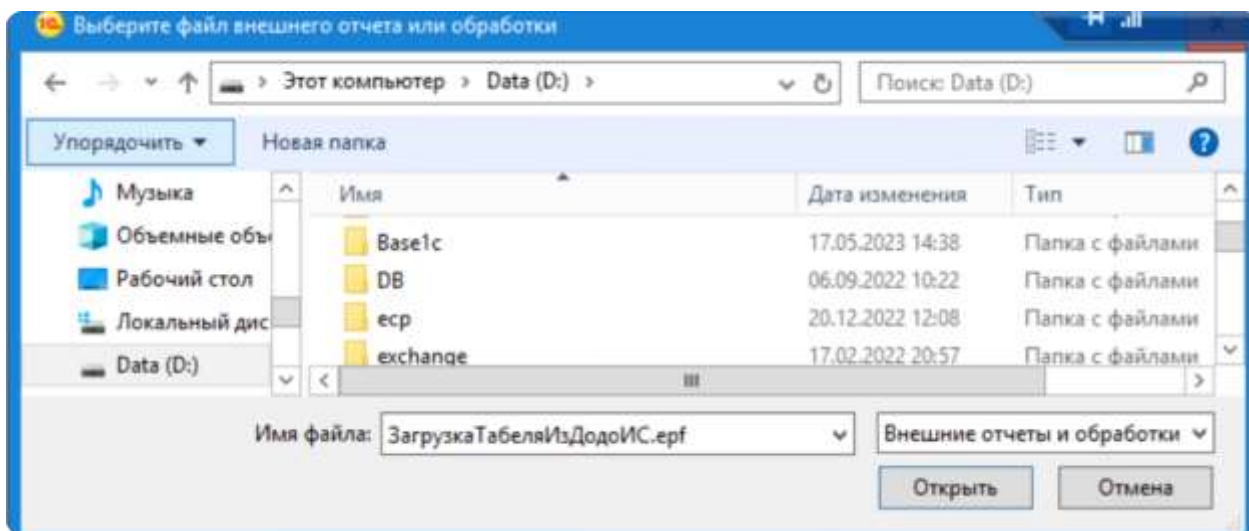 Выберите файл внешнего отчета или обработки
Этот компьютер > Data (D:) >
Поиск: Data (D:)
Упорядочить
Новая папка
Имя
Дата изменения
Тип
Музыка
Объемные объ
Рабочий стол
Локальный дис
Data (D:)
Base1c 17.05.2023 14:38 Папка с файлами
DB 06.09.2022 10:22 Папка с файлами
ecp 20.12.2022 12:08 Папка с файлами
exchange 17.02.2022 20:57 Папка с файлами
Имя файла: ЗагрузкаТабеляИзДодоИС.epf
Внешние отчеты и обработки
Открыть
Отмена